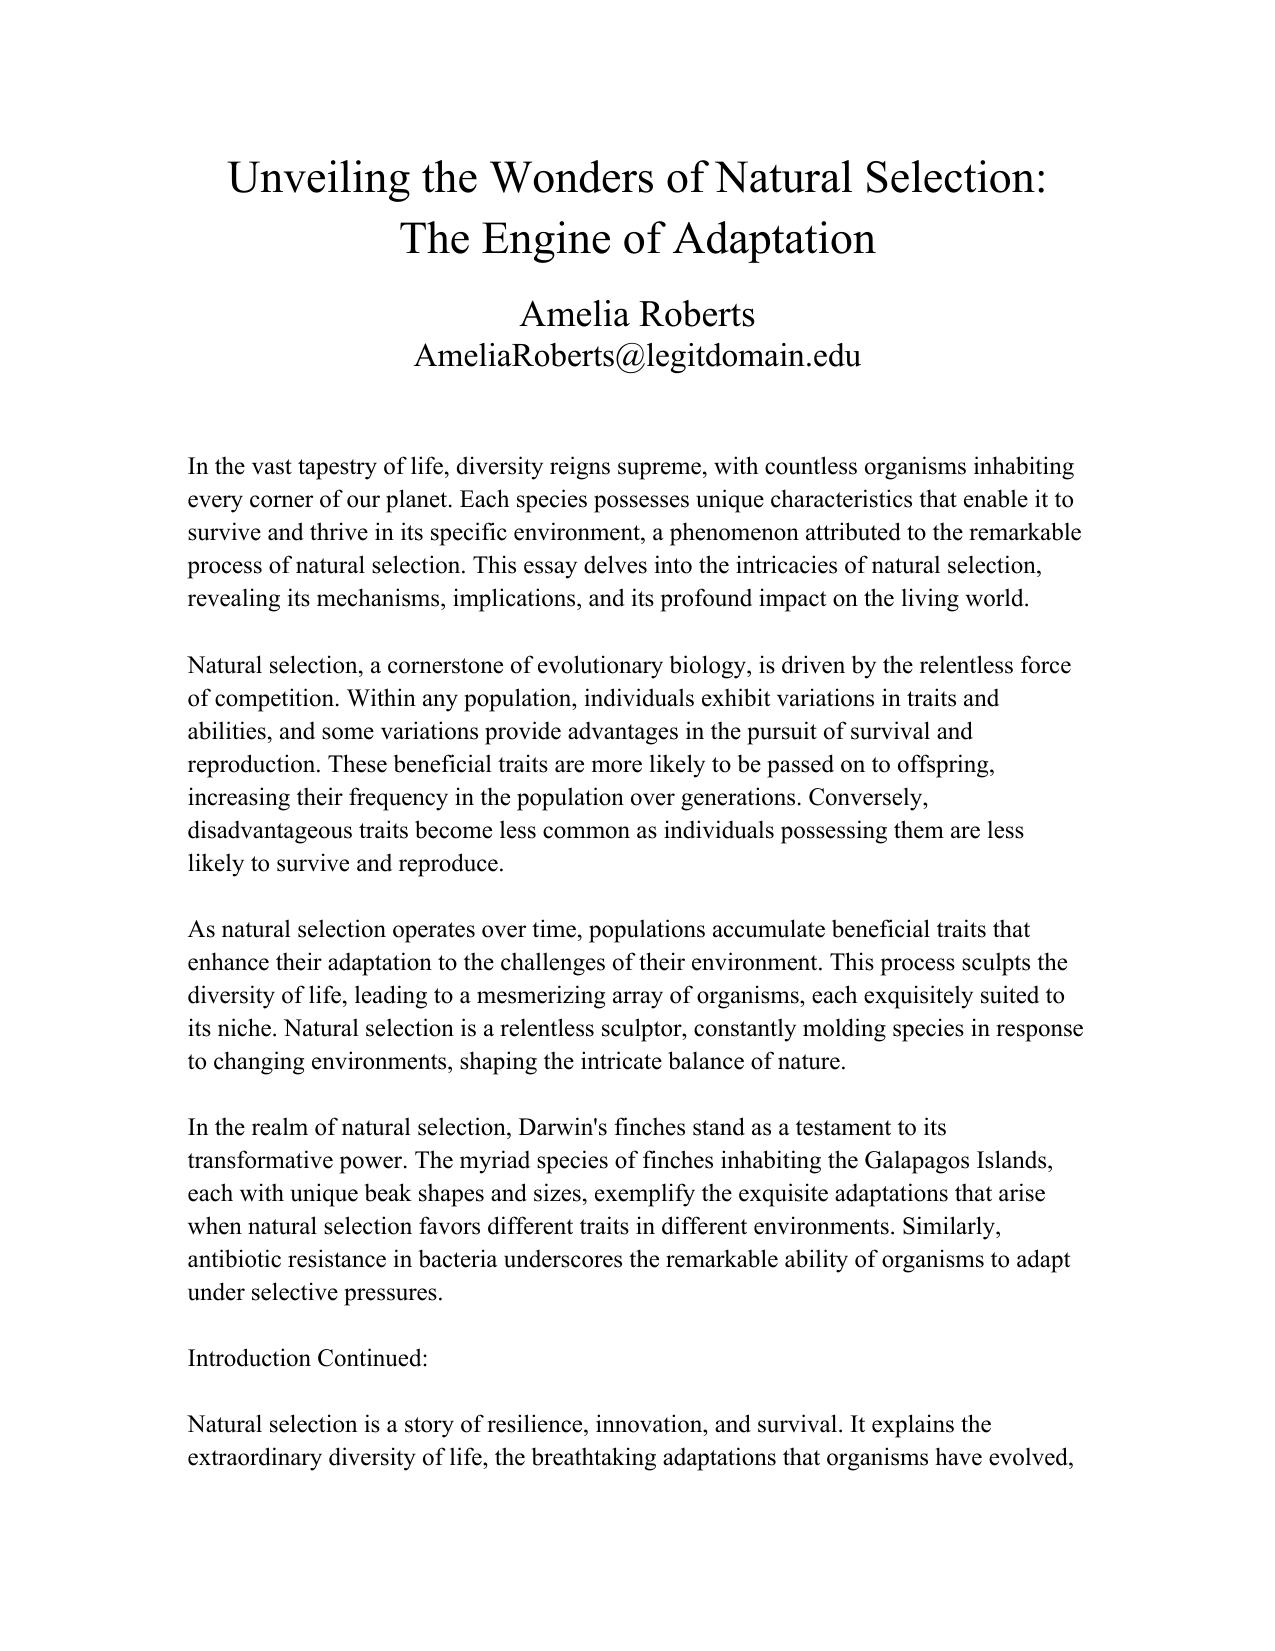 Unveiling the Wonders of Natural Selection:
The Engine of Adaptation
Amelia Roberts
AmeliaRoberts@legitdomain.edu
In the vast tapestry of life, diversity reigns supreme, with countless organisms inhabiting
every corner of our planet. Each species possesses unique characteristics that enable it to
survive and thrive in its specific environment, a phenomenon attributed to the remarkable
process of natural selection. This essay delves into the intricacies of natural selection,
revealing its mechanisms, implications, and its profound impact on the living world.
Natural selection, a cornerstone of evolutionary biology, is driven by the relentless force
of competition. Within any population, individuals exhibit variations in traits and
abilities, and some variations provide advantages in the pursuit of survival and
reproduction. These beneficial traits are more likely to be passed on to offspring,
increasing their frequency in the population over generations. Conversely,
disadvantageous traits become less common as individuals possessing them are less
likely to survive and reproduce.
As natural selection operates over time, populations accumulate beneficial traits that
enhance their adaptation to the challenges of their environment. This process sculpts the
diversity of life, leading to a mesmerizing array of organisms, each exquisitely suited to
its niche. Natural selection is a relentless sculptor, constantly molding species in response
to changing environments, shaping the intricate balance of nature.
In the realm of natural selection, Darwin's finches stand as a testament to its
transformative power. The myriad species of finches inhabiting the Galapagos Islands,
each with unique beak shapes and sizes, exemplify the exquisite adaptations that arise
when natural selection favors different traits in different environments. Similarly,
antibiotic resistance in bacteria underscores the remarkable ability of organisms to adapt
under selective pressures.
Introduction Continued:
Natural selection is a story of resilience, innovation, and survival. It explains the
extraordinary diversity of life, the breathtaking adaptations that organisms have evolved,